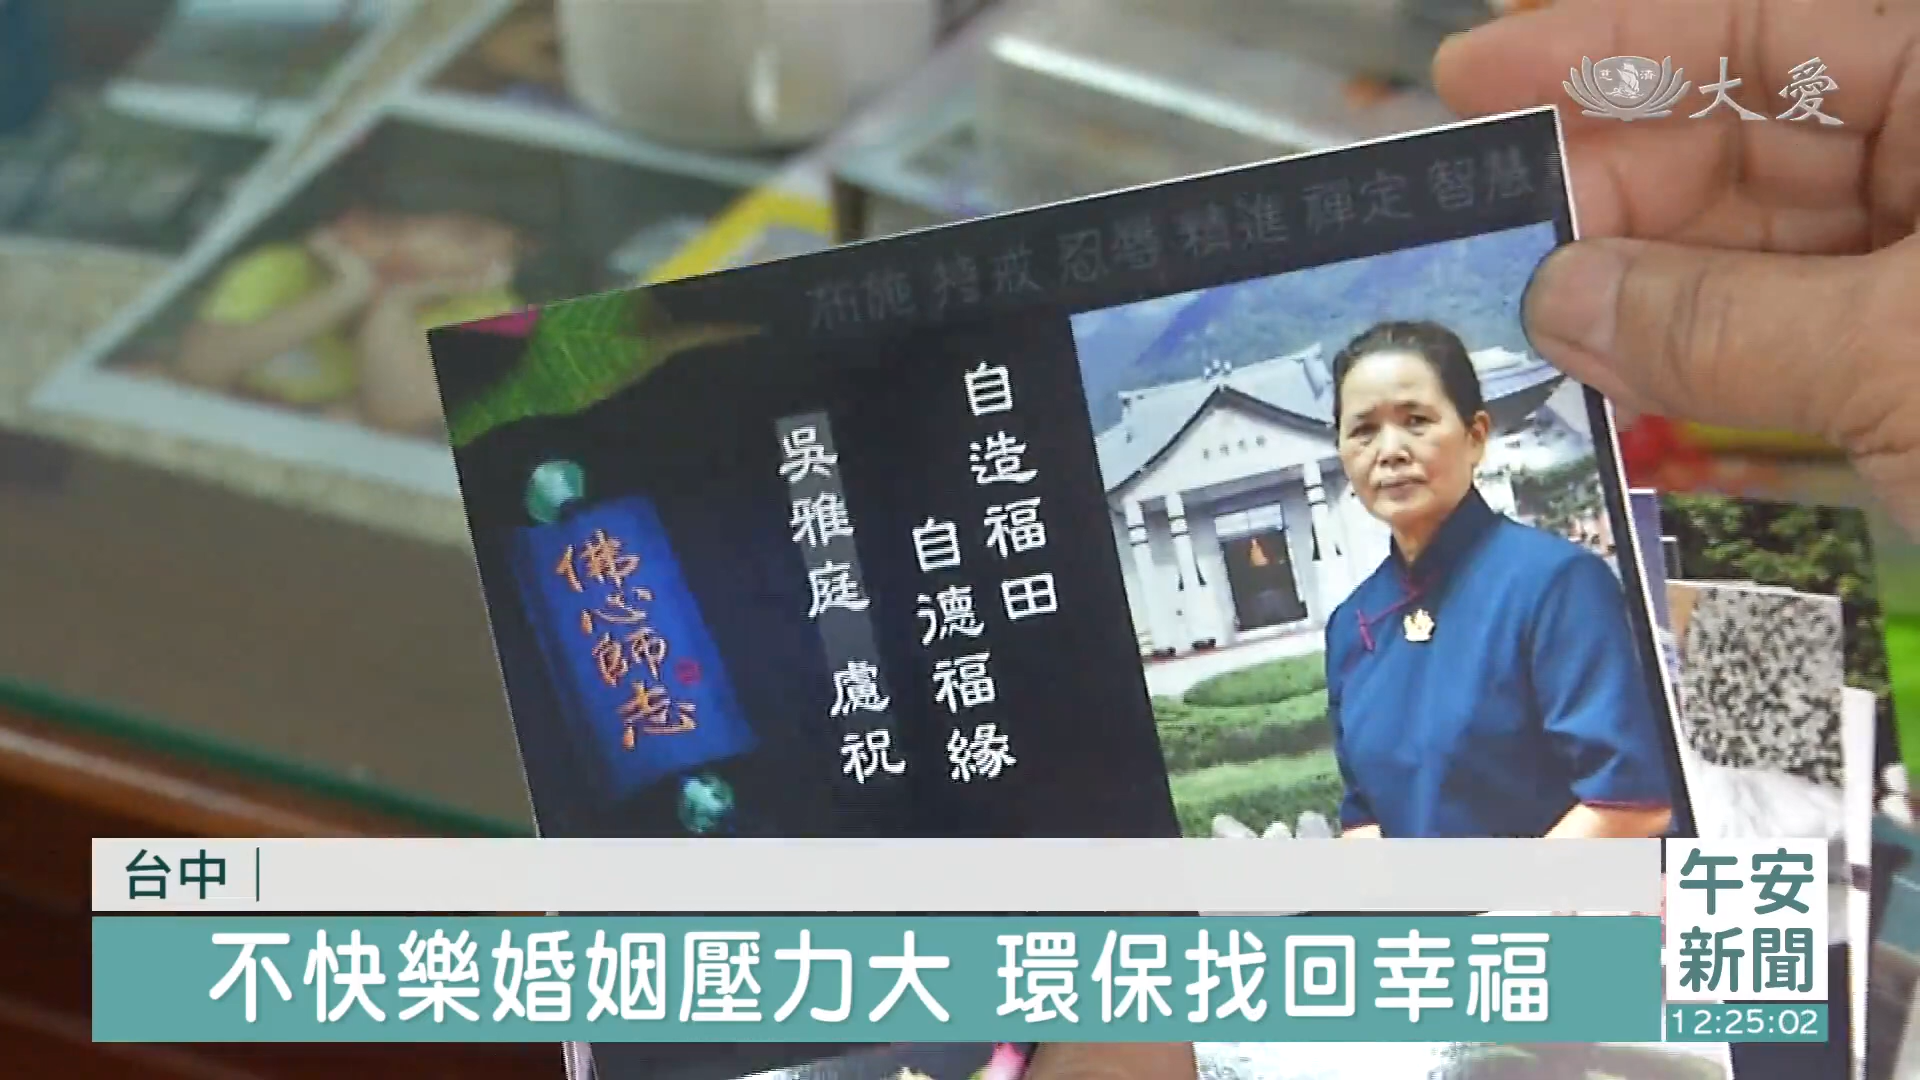 大愛
慈濟
布施 持戒 忍辱 精進 禪定 智慧
自造福田
自德福緣
吳雅庭 處祝
佛心師志
台中
不快樂婚姻壓力大 環保找回幸福
午安
新聞
12:25:02